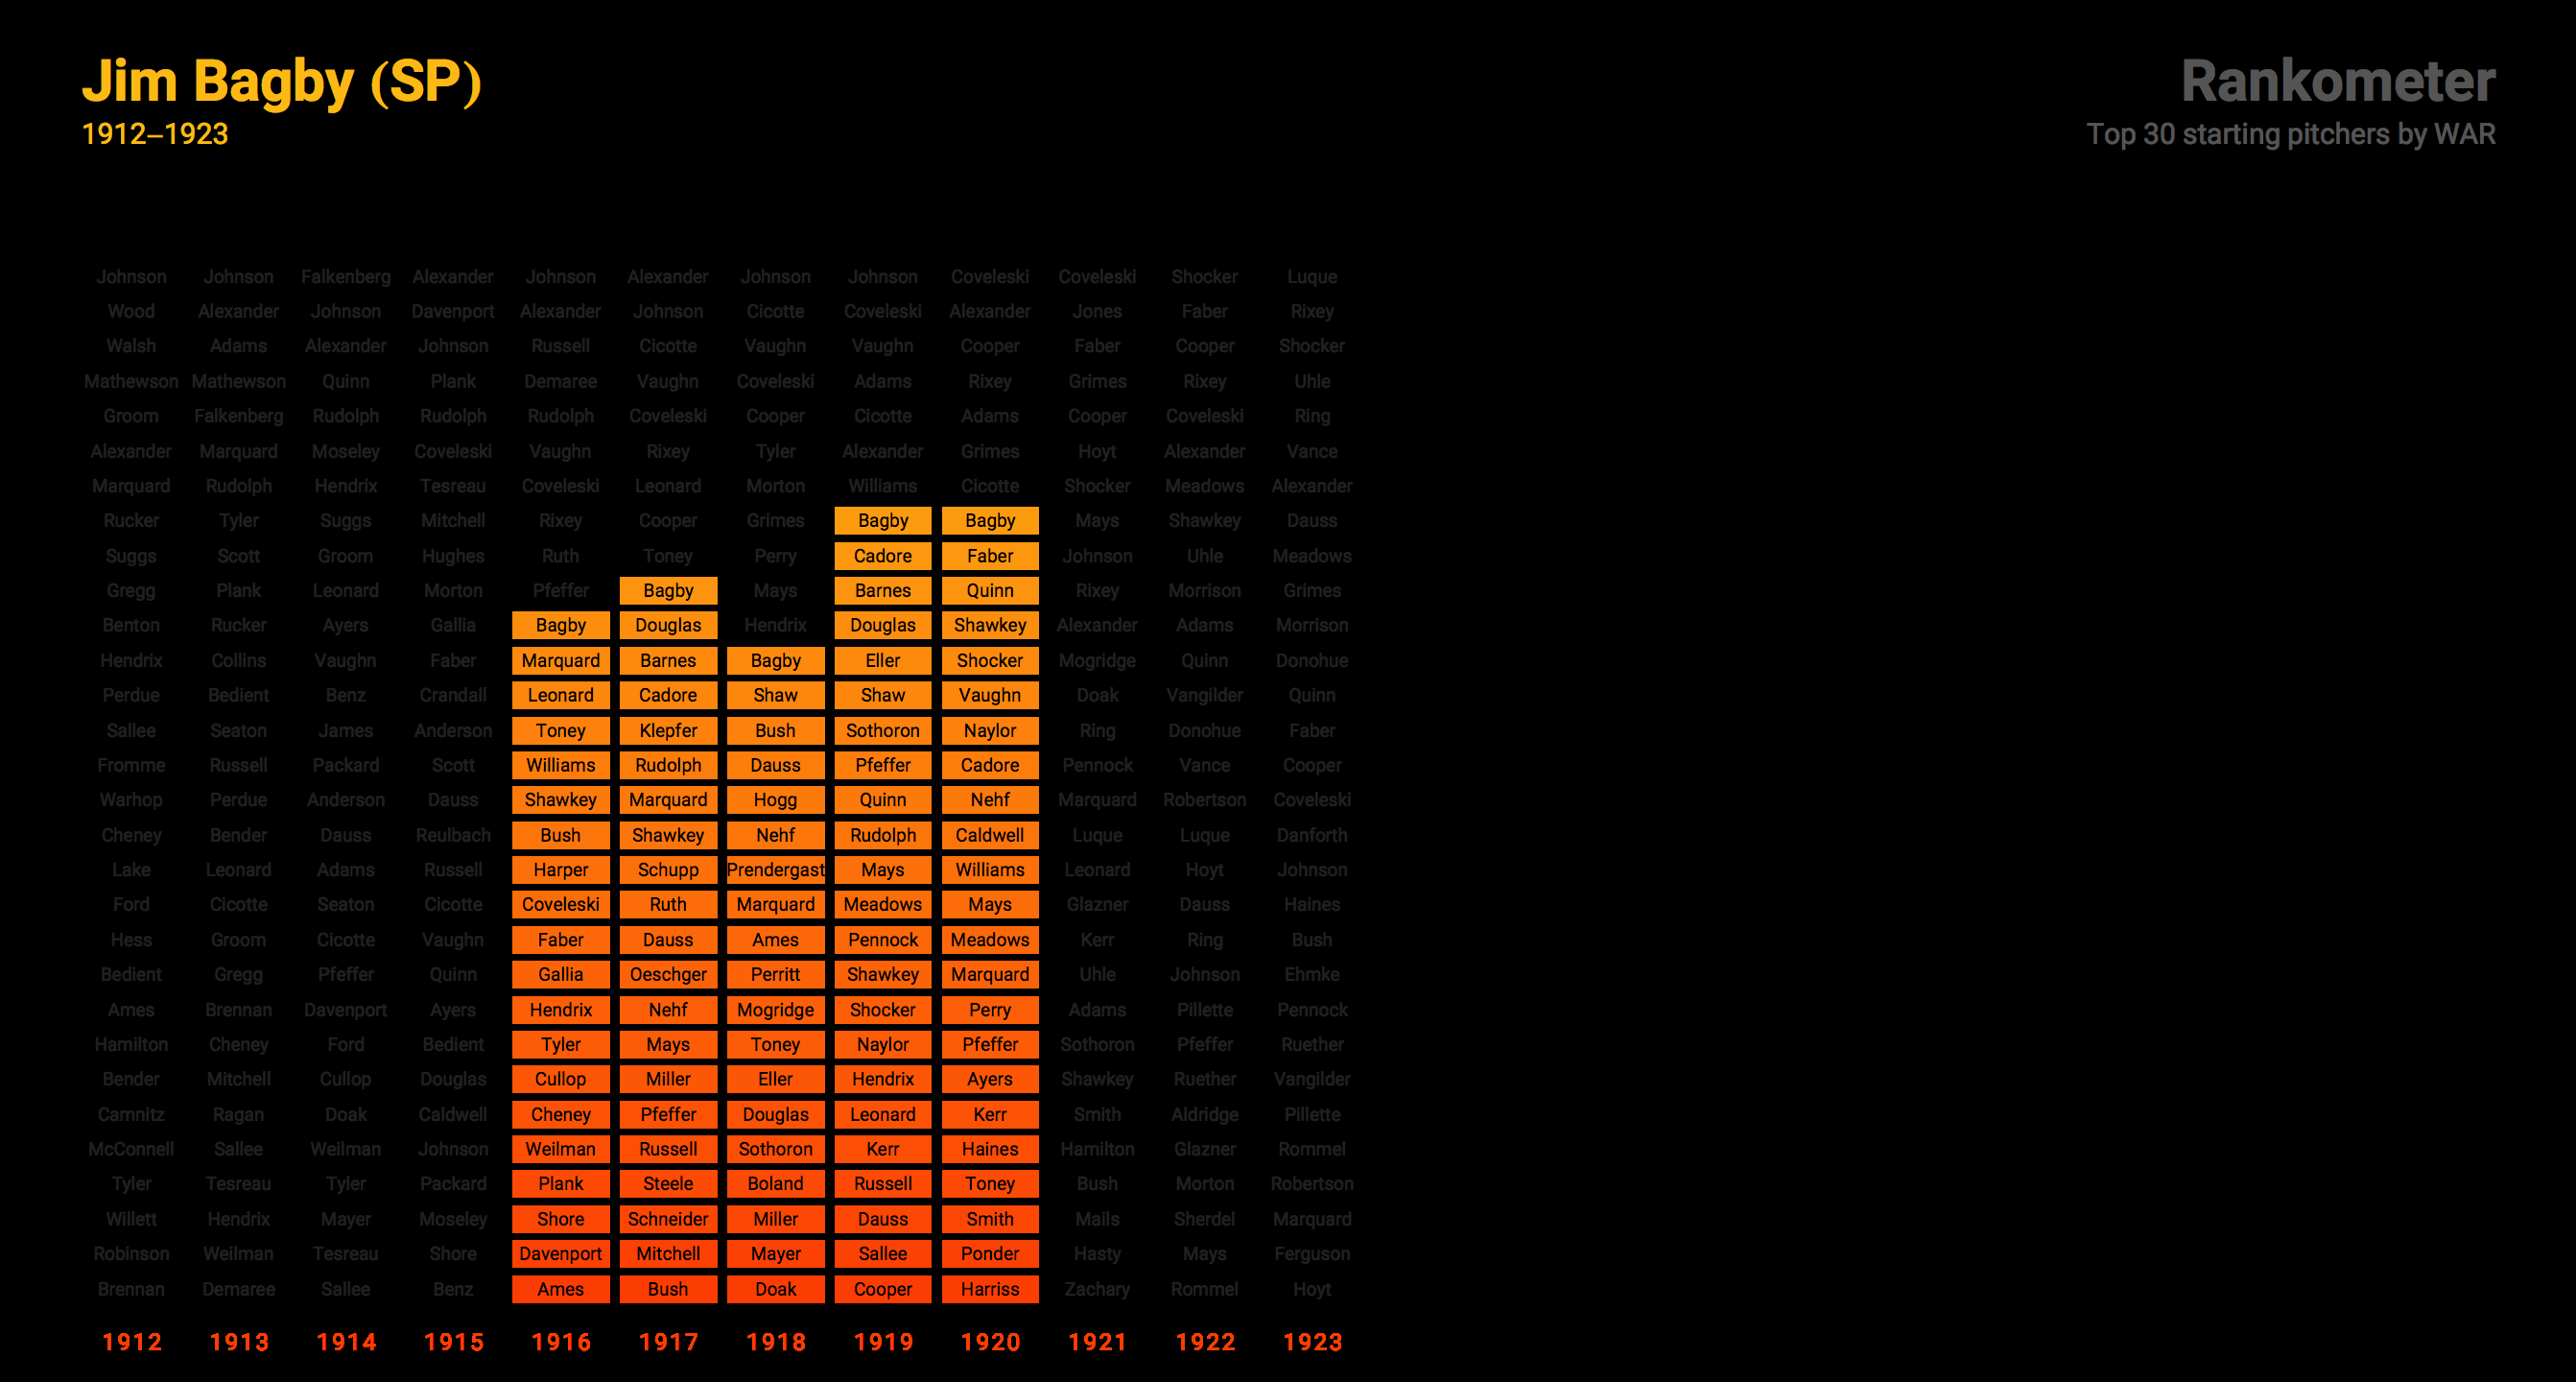 Jim Bagby (SP)
1912–1923
Rankometer
Top 30 starting pitchers by WAR
Johnson Johnson Falkenberg Alexander Johnson Alexander Johnson Johnson Coveleski Coveleski Shocker Luque
Wood Alexander Johnson Davenport Alexander Johnson Cicotte Coveleski Alexander Jones Faber Rixey
Walsh Adams Alexander Johnson Russell Cicotte Vaughn Vaughn Cooper Faber Cooper Shocker
Mathewson Mathewson Quinn Plank Demaree Vaughn Coveleski Adams Rixey Grimes Rixey Uhle
Groom Falkenberg Rudolph Rudolph Rudolph Coveleski Cooper Cicotte Adams Cooper Coveleski Ring
Alexander Marquard Moseley Coveleski Vaughn Rixey Tyler Alexander Grimes Hoyt Alexander Vance
Marquard Rudolph Hendrix Tesreau Coveleski Leonard Morton Williams Cicotte Shocker Meadows Alexander
Rucker Tyler Suggs Mitchell Rixey Cooper Grimes Bagby Bagby Mays Shawkey Dauss
Suggs Scott Groom Hughes Ruth Toney Perry Cadore Faber Johnson Uhle Meadows
Gregg Plank Leonard Morton Pfeffer Bagby Mays Barnes Quinn Rixey Morrison Grimes
Benton Rucker Ayers Gallia Bagby Douglas Hendrix Douglas Shawkey Alexander Adams Morrison
Hendrix Collins Vaughn Faber Marquard Barnes Bagby Eller Shocker Mogridge Quinn Donohue
Perdue Bedient Benz Crandall Leonard Cadore Shaw Shaw Vaughn Doak Vangilder Quinn
Sallee Seaton James Anderson Toney Klepfer Bush Sothoron Naylor Ring Donohue Faber
Fromme Russell Packard Scott Williams Rudolph Dauss Pfeffer Cadore Pennock Vance Cooper
Warhop Perdue Anderson Dauss Shawkey Marquard Hogg Quinn Nehf Marquard Robertson Coveleski
Cheney Bender Dauss Reulbach Bush Shawkey Nehf Rudolph Caldwell Luque Luque Danforth
Lake Leonard Adams Russell Harper Schupp Prendergast Mays Williams Leonard Hoyt Johnson
Ford Cicotte Seaton Cicotte Coveleski Ruth Marquard Meadows Mays Glazner Dauss Haines
Hess Groom Cicotte Vaughn Faber Dauss Ames Pennock Meadows Kerr Ring Bush
Bedient Gregg Pfeffer Quinn Gallia Oeschger Perritt Shawkey Marquard Uhle Johnson Ehmke
Ames Brennan Davenport Ayers Hendrix Nehf Mogridge Shocker Perry Adams Pillette Pennock
Hamilton Cheney Ford Bedient Tyler Mays Toney Naylor Pfeffer Sothoron Pfeffer Ruether
Bender Mitchell Cullop Douglas Cullop Miller Eller Hendrix Ayers Shawkey Ruether Vangilder
Camnitz Ragan Doak Caldwell Cheney Pfeffer Douglas Leonard Kerr Smith Aldridge Pillette
McConnell Sallee Weilman Johnson Weilman Russell Sothoron Kerr Haines Hamilton Glazner Rommel
Tyler Tesreau Tyler Packard Plank Steele Boland Russell Toney Bush Morton Robertson
Willett Hendrix Mayer Moseley Shore Schneider Miller Dauss Smith Mails Sherdel Marquard
Robinson Weilman Tesreau Shore Davenport Mitchell Mayer Sallee Ponder Hasty Mays Ferguson
Brennan Demaree Sallee Benz Ames Bush Doak Cooper Harriss Zachary Rommel Hoyt
1912 1913 1914 1915 1916 1917 1918 1919 1920 1921 1922 1923